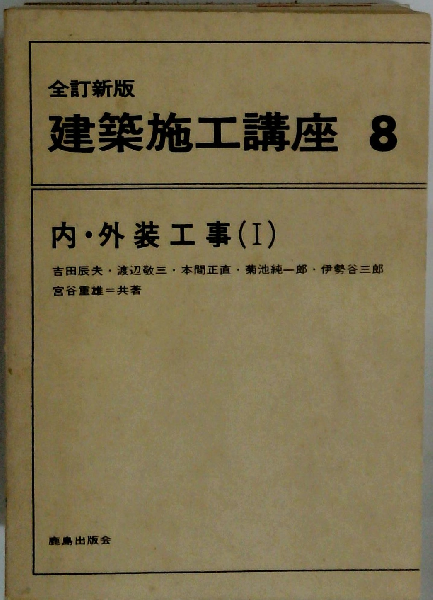 全訂新版
建築施工講座 8
内・外装工事(I)
吉田辰夫・渡辺敬三・本間正直・菊池純一郎・伊勢谷三郎
宮谷重雄＝共著
鹿島出版会